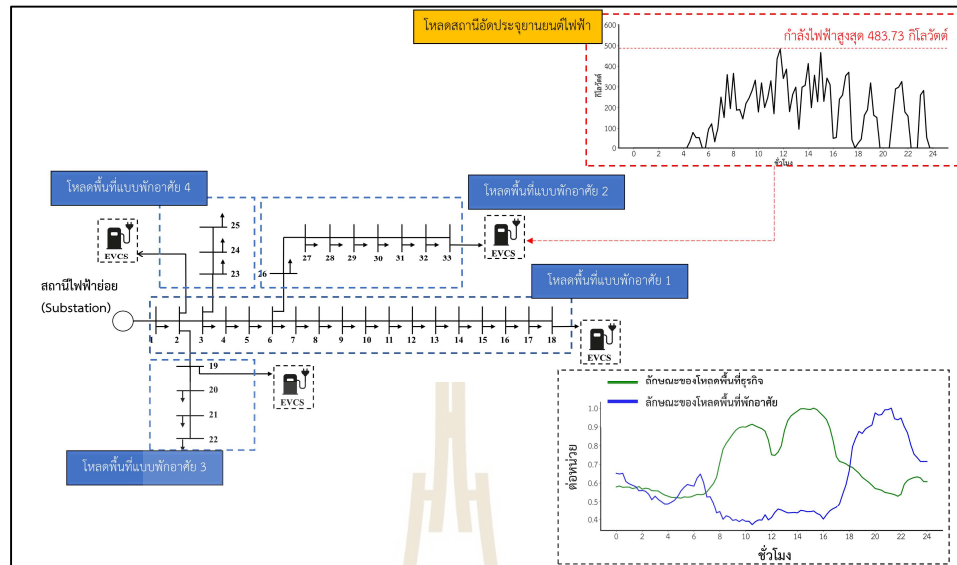 โหลดสถานีอัดประจุยานยนต์ไฟฟ้า
กำลังไฟฟ้าสูงสุด 483.73 กิโลวัตต์
600
500
400
300
200
100
0
กิโลวัตต์
0 2 4 6 8 10 12 14 16 18 20 22 24
ชั่วโมง
โหลดพื้นที่แบบพักอาศัย 4
โหลดพื้นที่แบบพักอาศัย 2
EVCS
25
24
23
26
27 28 29 30 31 32 33
EVCS
สถานีไฟฟ้าย่อย
(Substation)
โหลดพื้นที่แบบพักอาศัย 1
1 2 3 4 5 6 7 8 9 10 11 12 13 14 15 16 17 18
EVCS
19
20
21
22
EVCS
โหลดพื้นที่แบบพักอาศัย 3
ลักษณะของโหลดพื้นที่ธุรกิจ
ลักษณะของโหลดพื้นที่พักอาศัย
1.0
0.9
0.8
0.7
0.6
0.5
0.4
ต่อหน่วย
0 2 4 6 8 10 12 14 16 18 20 22 24
ชั่วโมง